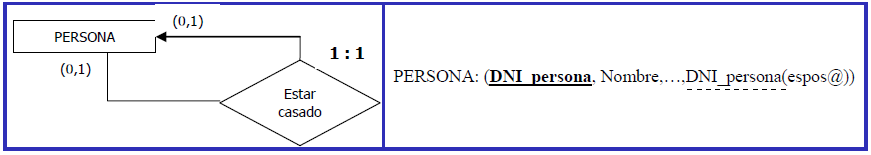 (0,1)
PERSONA
1 : 1
(0,1)
PERSONA: (DNI_persona, Nombre,…,DNI_persona(espos@))
Estar
casado